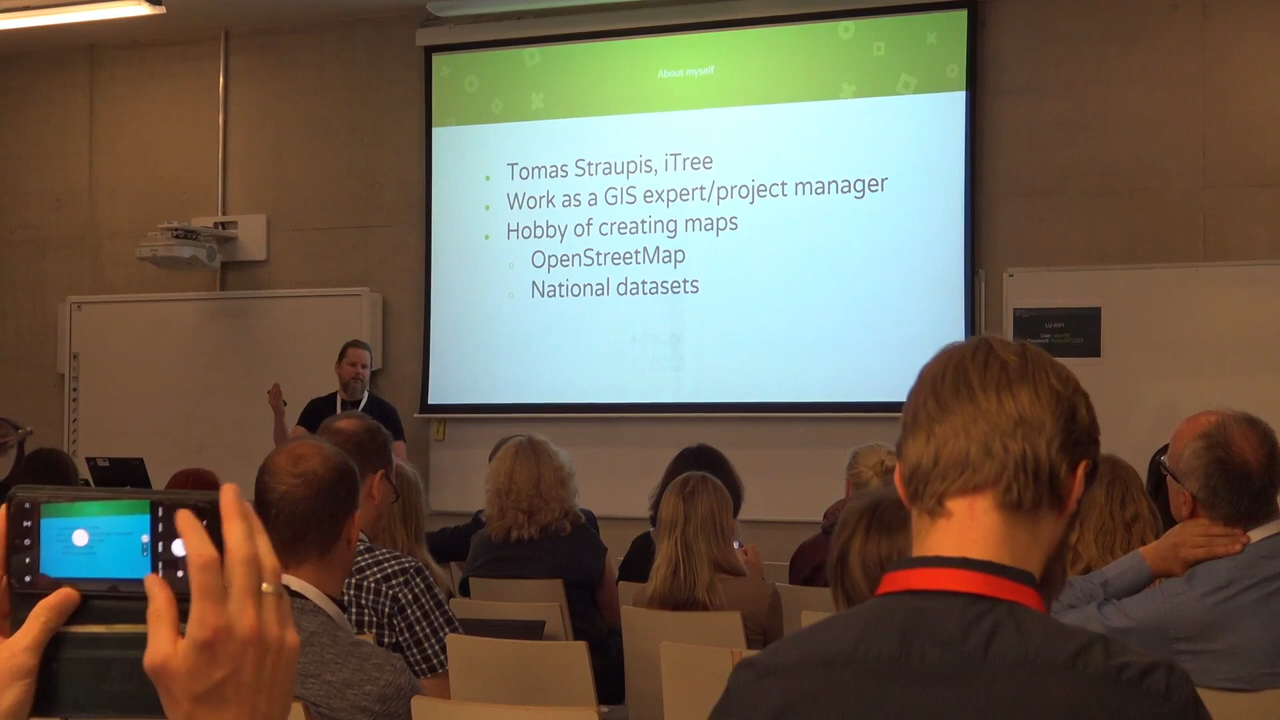 About myself
Tomas Straupis, iTree
Work as a GIS expert/project manager
Hobby of creating maps
OpenStreetMap
National datasets